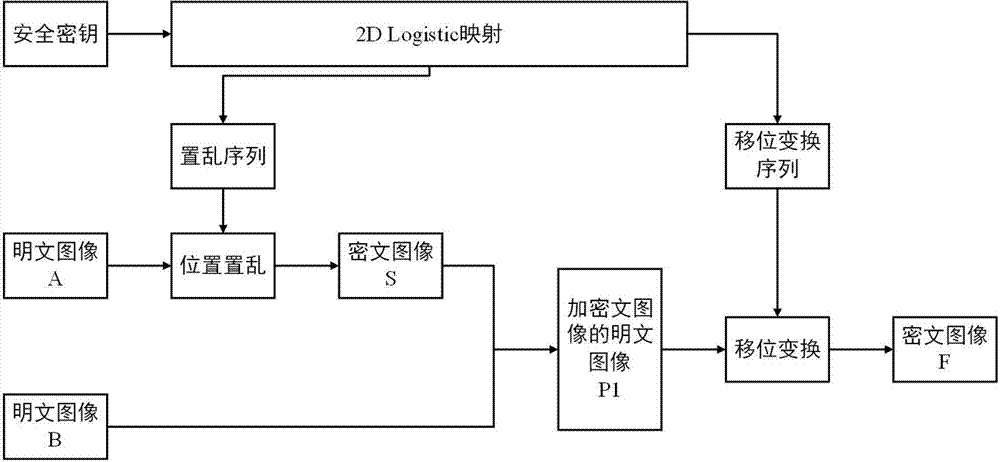 安全密钥
2D Logistic映射
置乱序列
移位变换
序列
明文图像
A
位置置乱
密文图像
S
加密文图
像的明文
图像
P1
移位变换
密文图像
F
明文图像
B